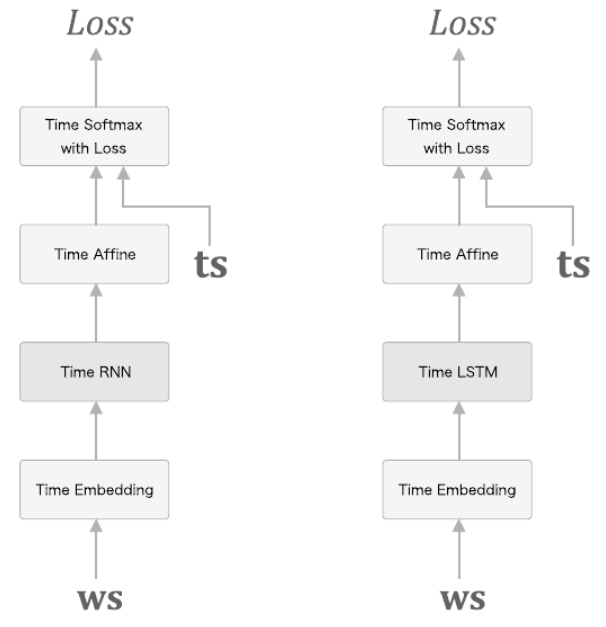 Loss
Time Softmax
with Loss
Time Affine
ts
Time RNN
Time Embedding
ws
Loss
Time Softmax
with Loss
Time Affine
ts
Time LSTM
Time Embedding
ws